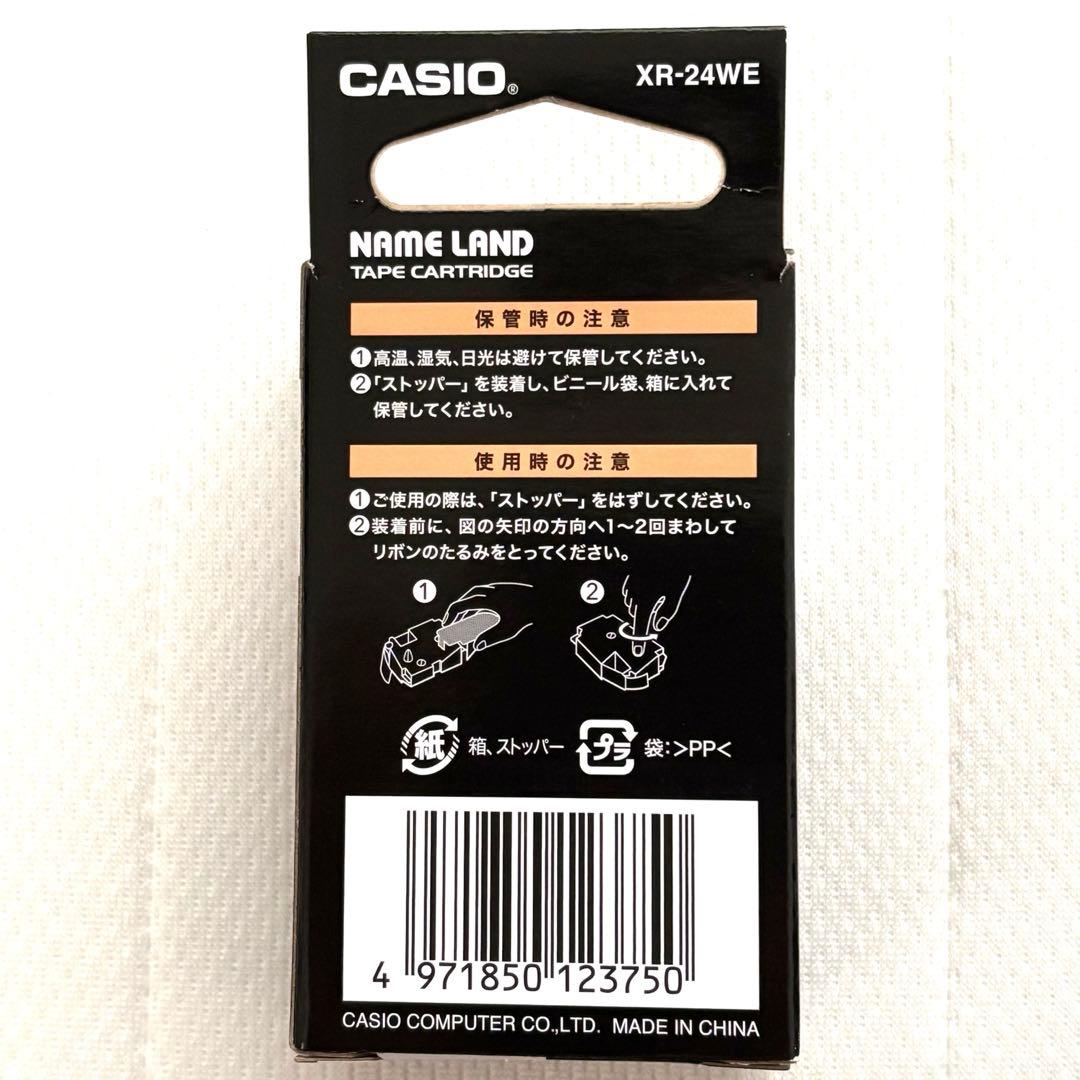 CASIO® XR-24WE
NAME LAND
TAPE CARTRIDGE
保管時の注意
①高温、湿気、日光は避けて保管してください。
②「ストッパー」を装着し、ビニール袋、箱に入れて
保管してください。
使用時の注意
①ご使用の際は、「ストッパー」をはずしてください。
②装着前に、図の矢印の方向へ1〜2回まわして
リボンのたるみをとってください。
① ②
紙 箱、ストッパー プラ 袋:>PP<
4 971850 123750
CASIO COMPUTER CO.,LTD. MADE IN CHINA